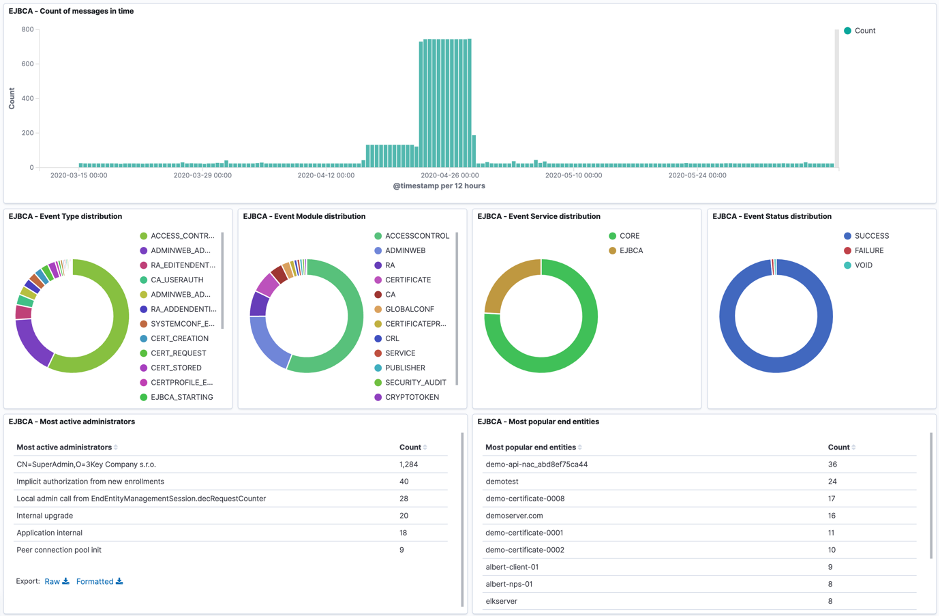 EJBCA - Count of messages in time
800
600
400
200
0
Count
2020-03-15 00:00
2020-03-29 00:00
2020-04-12 00:00
2020-04-26 00:00
2020-05-10 00:00
2020-05-24 00:00
@timestamp per 12 hours
Count
EJBCA - Event Type distribution
ACCESS_CONTR...
ADMINWEB_AD...
RA_EDITENDENT...
CA_USERAUTH
ADMINWEB_AD...
RA_ADDENDENTI...
SYSTEMCONF_E...
CERT_CREATION
CERT_REQUEST
CERT_STORED
CERTPROFILE_E...
EJBCA_STARTING
EJBCA - Event Module distribution
ACCESSCONTROL
ADMINWEB
RA
CERTIFICATE
CA
GLOBALCONF
CERTIFICATEPR...
CRL
SERVICE
PUBLISHER
SECURITY_AUDIT
CRYPTOTOKEN
EJBCA - Event Service distribution
CORE
EJBCA
EJBCA - Event Status distribution
SUCCESS
FAILURE
VOID
EJBCA - Most active administrators
Most active administrators Count
CN=SuperAdmin,O=3Key Company s.r.o. 1,284
Implicit authorization from new enrollments 40
Local admin call from EndEntityManagementSession.decRequestCounter 28
Internal upgrade 20
Application internal 18
Peer connection pool init 9
Export: Raw Formatted
EJBCA - Most popular end entities
Most popular end entities Count
demo-api-nac_abd8ef75ca44 36
demotest 24
demo-certificate-0008 17
demoserver.com 16
demo-certificate-0001 11
demo-certificate-0002 10
albert-client-01 9
albert-nps-01 8
elkserver 8